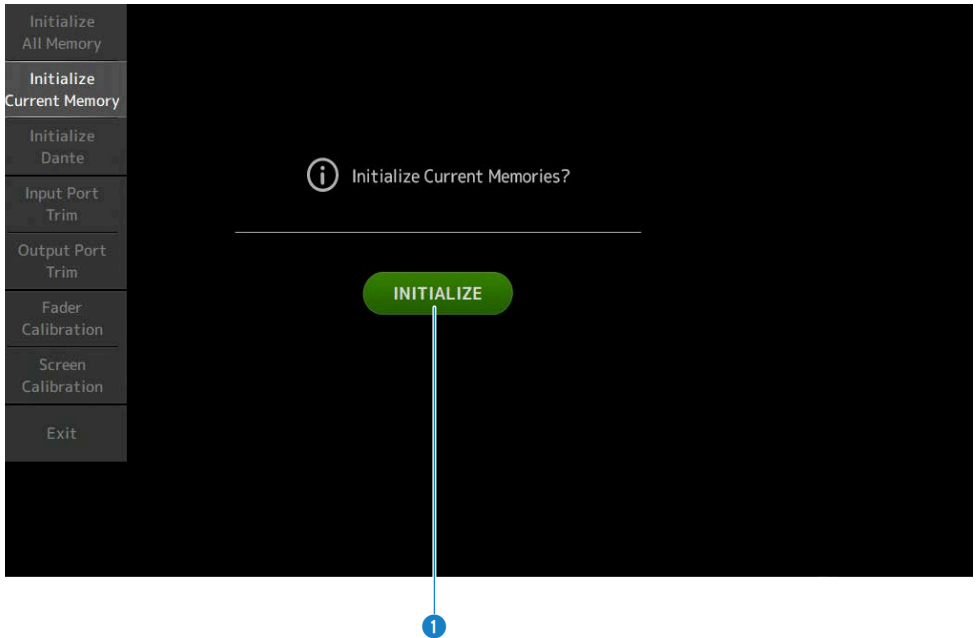 Initialize
All Memory
Initialize
Current Memory
Initialize
Dante
Input Port
Trim
Output Port
Trim
Fader
Calibration
Screen
Calibration
Exit
Initialize Current Memories?
INITIALIZE
1